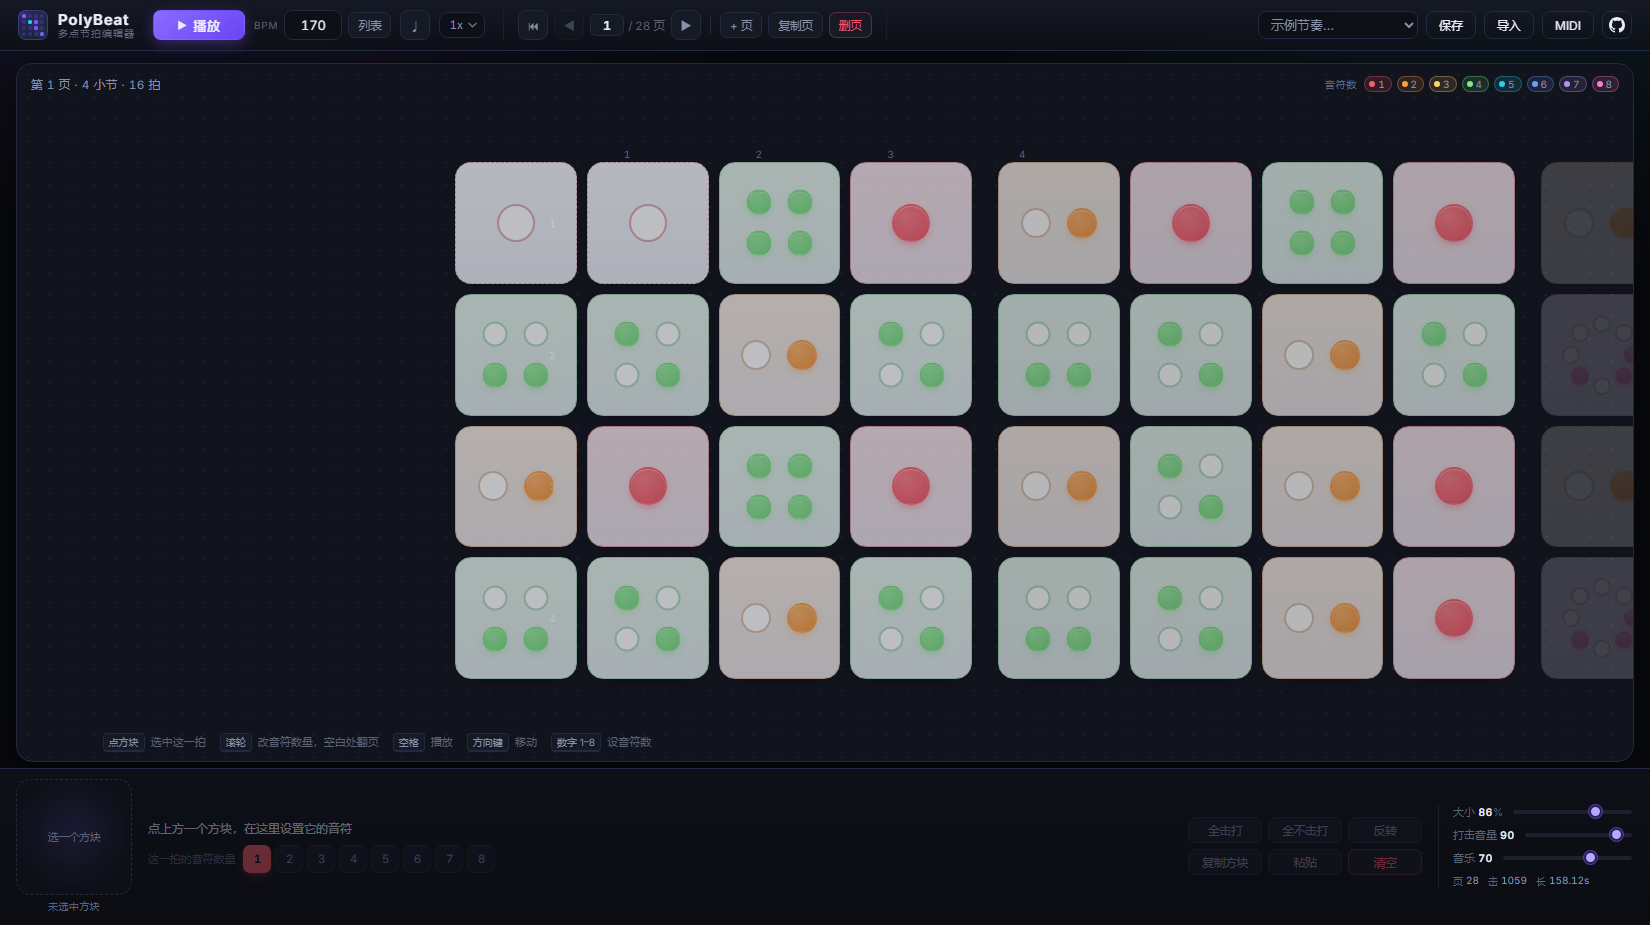 PolyBeat
多点节拍编辑器
▶ 播放
BPM 170 列表 ♩ 1x
1 / 28 页
+ 页 复制页 删页
示例节奏... 保存 导入 MIDI
第 1 页 · 4 小节 · 16 拍
音符数 1 2 3 4 5 6 7 8
1 2 3 4
1
2
3
4
点方块 选中这一拍 滚轮 改音符数量，空白处翻页 空格 播放 方向键 移动 数字 1-8 设音符数
选一个方块
未选中方块
点上方一个方块，在这里设置它的音符
这一拍的音符数量 1 2 3 4 5 6 7 8
全击打 全不击打 反转
复制方块 粘贴 清空
大小 86%
打击音量 90
音乐 70
页 28 击 1059 长 158.12s